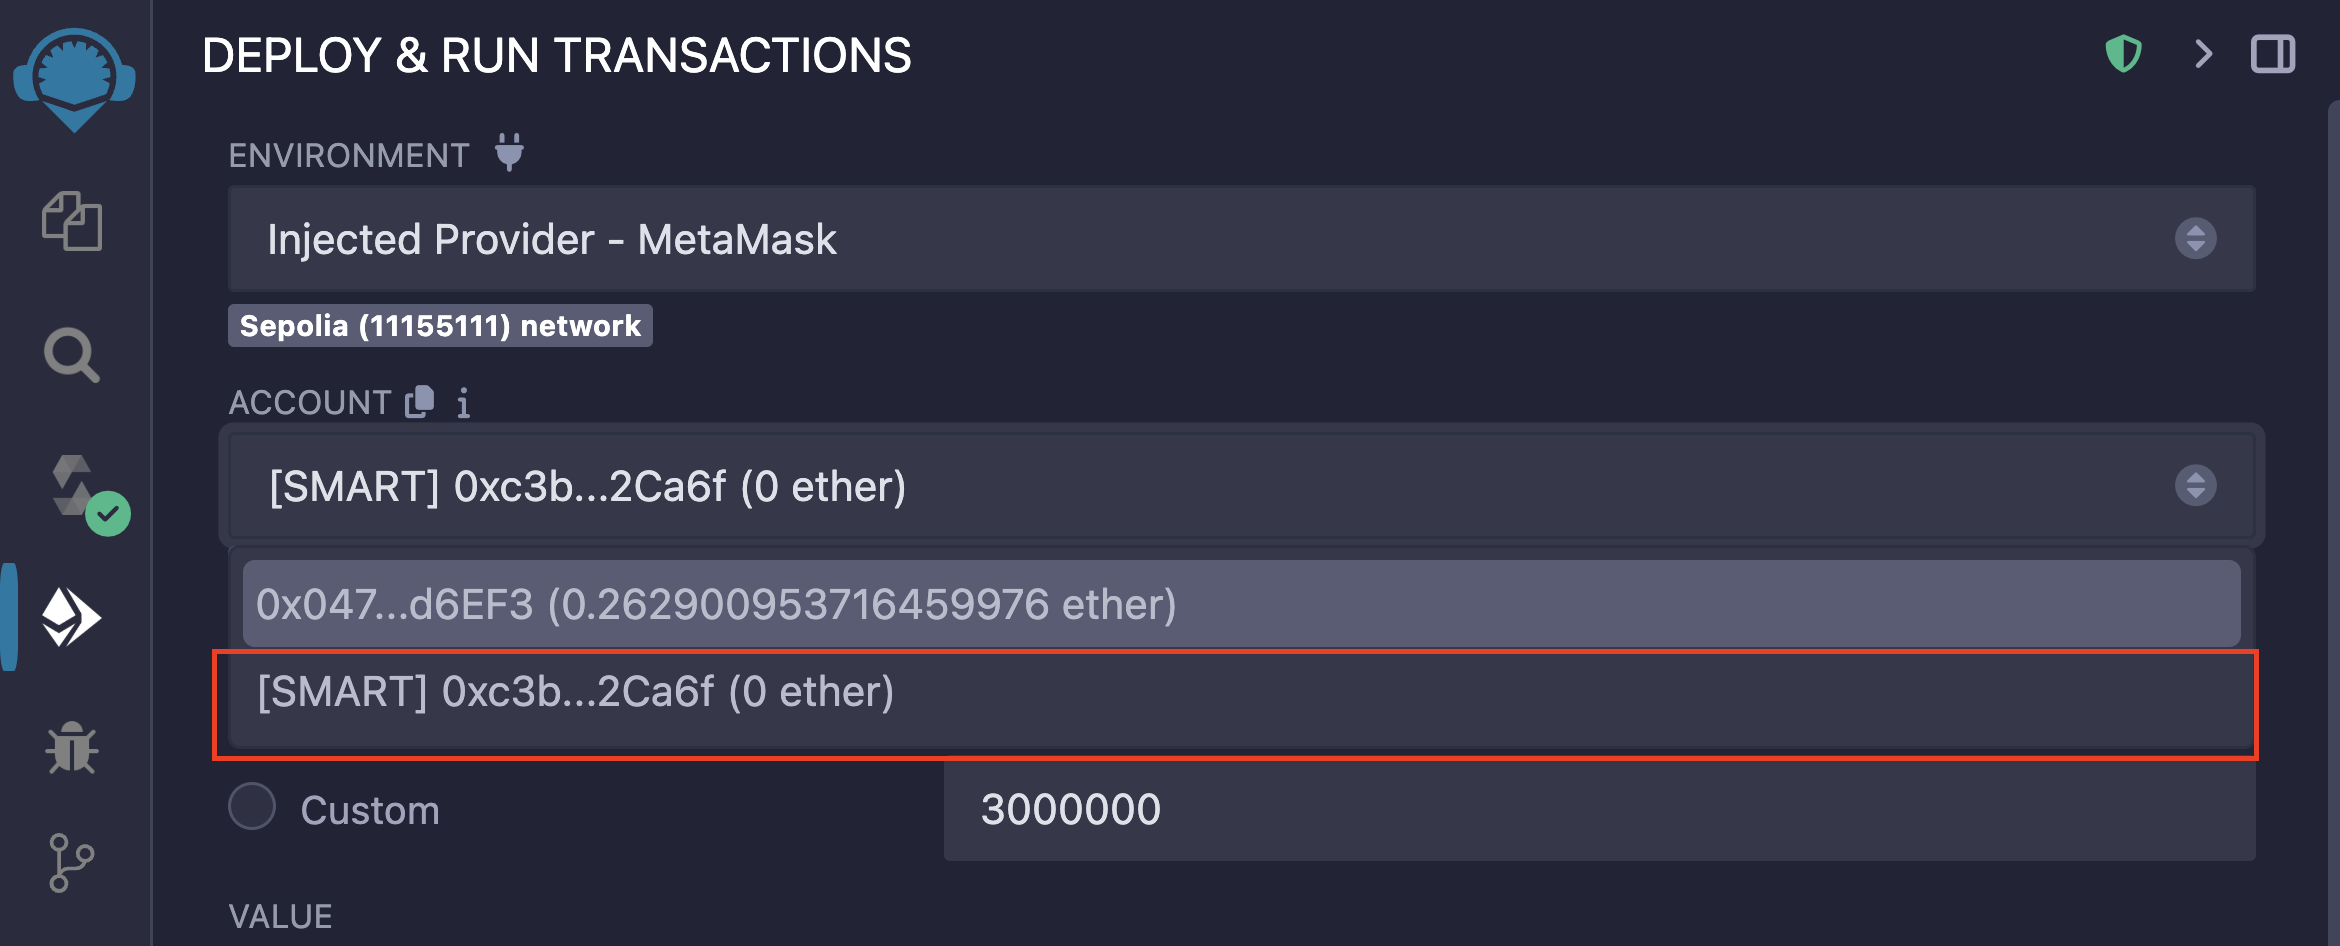 DEPLOY & RUN TRANSACTIONS
ENVIRONMENT
Injected Provider - MetaMask
Sepolia (11155111) network
ACCOUNT
[SMART] 0xc3b...2Ca6f (0 ether)
0x047...d6EF3 (0.262900953716459976 ether)
[SMART] 0xc3b...2Ca6f (0 ether)
Custom 3000000
VALUE